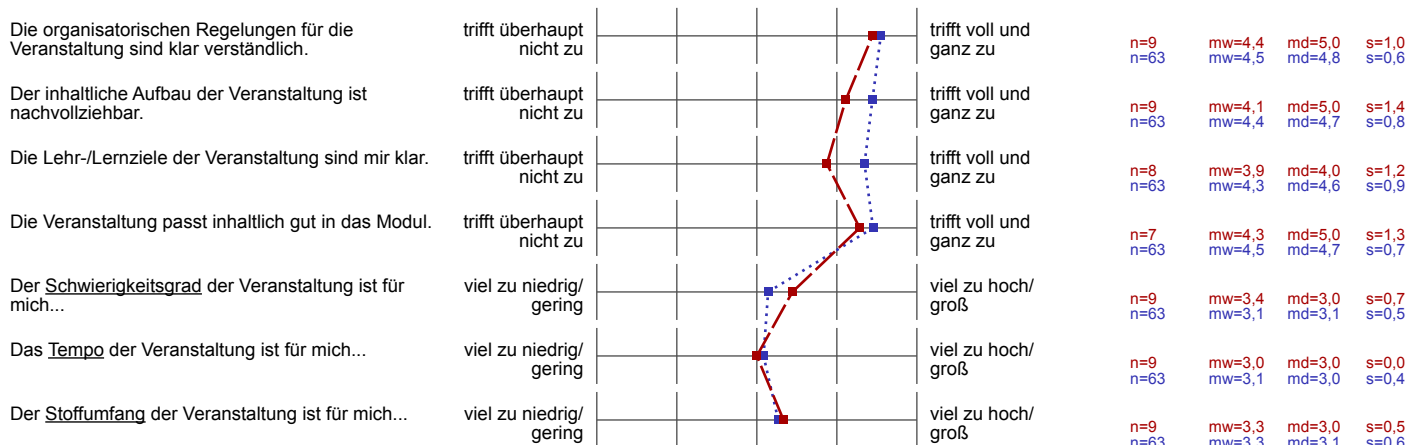 Die organisatorischen Regelungen für die
Veranstaltung sind klar verständlich.
trifft überhaupt
nicht zu
trifft voll und
ganz zu
n=9 mw=4,4 md=5,0 s=1,0
n=63 mw=4,5 md=4,8 s=0,6
Der inhaltliche Aufbau der Veranstaltung ist
nachvollziehbar.
trifft überhaupt
nicht zu
trifft voll und
ganz zu
n=9 mw=4,1 md=5,0 s=1,4
n=63 mw=4,4 md=4,7 s=0,8
Die Lehr-/Lernziele der Veranstaltung sind mir klar.
trifft überhaupt
nicht zu
trifft voll und
ganz zu
n=8 mw=3,9 md=4,0 s=1,2
n=63 mw=4,3 md=4,6 s=0,9
Die Veranstaltung passt inhaltlich gut in das Modul.
trifft überhaupt
nicht zu
trifft voll und
ganz zu
n=7 mw=4,3 md=5,0 s=1,3
n=63 mw=4,5 md=4,7 s=0,7
Der Schwierigkeitsgrad der Veranstaltung ist für
mich...
viel zu niedrig/
gering
viel zu hoch/
groß
n=9 mw=3,4 md=3,0 s=0,7
n=63 mw=3,1 md=3,1 s=0,5
Das Tempo der Veranstaltung ist für mich...
viel zu niedrig/
gering
viel zu hoch/
groß
n=9 mw=3,0 md=3,0 s=0,0
n=63 mw=3,1 md=3,0 s=0,4
Der Stoffumfang der Veranstaltung ist für mich...
viel zu niedrig/
gering
viel zu hoch/
groß
n=9 mw=3,3 md=3,0 s=0,5
n=63 mw=3,3 md=3,1 s=0,6